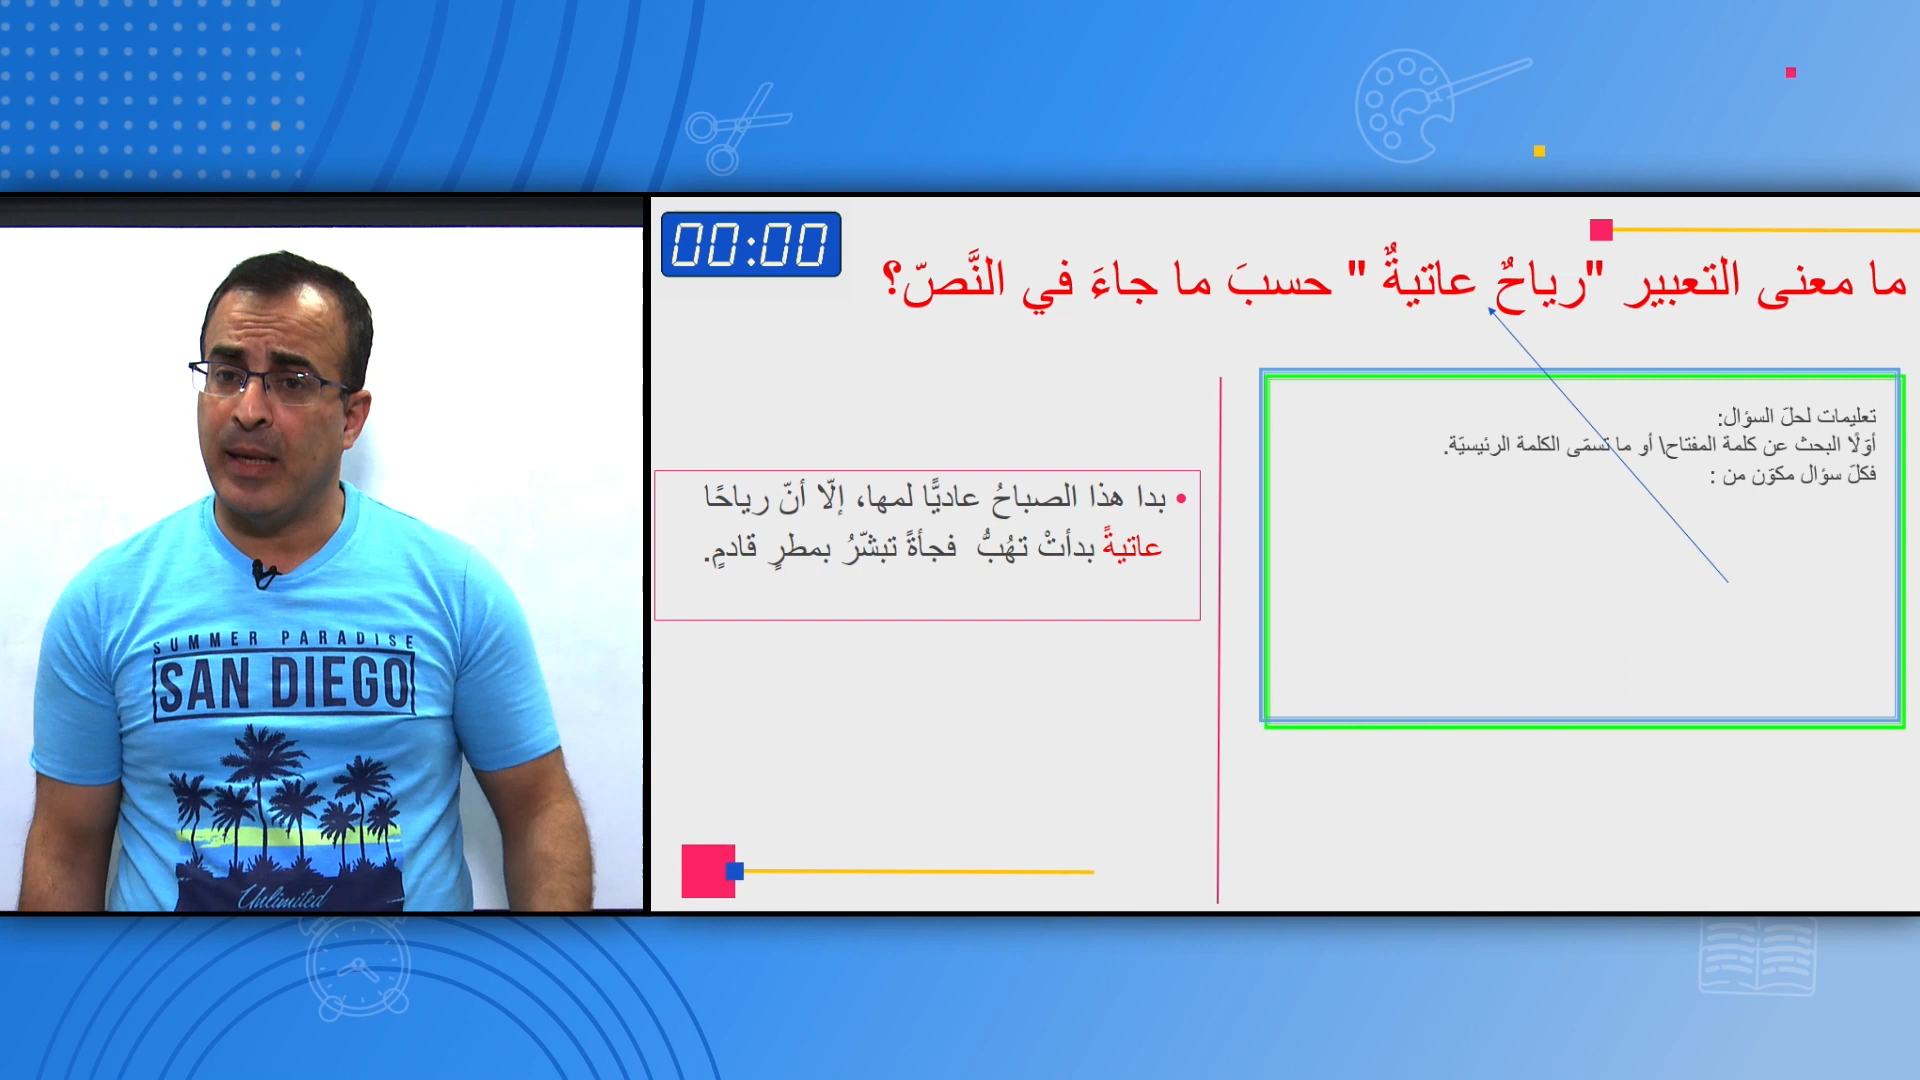 00:00
ما معنى التعبير "رياحٌ عاتيةٌ " حسبَ ما جاءَ في النَّصّ؟
تعليمات لحلّ السؤال:
أوّلًا البحث عن كلمة المفتاح\ أو ما تسمّى الكلمة الرئيسيّة.
فكلّ سؤال مكوّن من :
• بدا هذا الصباحُ عاديًّا لمها، إلّا أنّ رياحًا
عاتيةً بدأتْ تهُبُّ فجأةً تبشّرُ بمطرٍ قادمٍ.
SUMMER PARADISE
SAN DIEGO
Unlimited